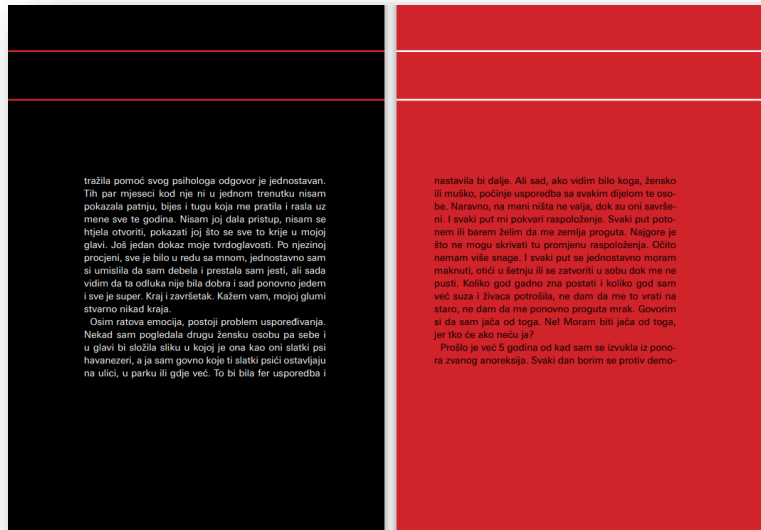 tražila pomoć svog psihologa odgovor je jednostavan.
Tih par mjeseci kod nje ni u jednom trenutku nisam
pokazala patnju, bijes i tugu koja me pratila i rasla uz
mene sve te godina. Nisam joj dala pristup, nisam se
htjela otvoriti, pokazati joj što se sve to krije u mojoj
glavi. Još jedan dokaz moje tvrdoglavosti. Po njezinoj
procjeni, sve je bilo u redu sa mnom, jednostavno sam
si umislila da sam debela i prestala sam jesti, ali sada
vidim da ta odluka nije bila dobra i sad ponovno jedem
i sve je super. Kraj i završetak. Kažem vam, mojoj glumi
stvarno nikad kraja.
Osim ratova emocija, postoji problem uspoređivanja.
Nekad sam pogledala drugu žensku osobu pa sebe i
u glavi bi složila sliku u kojoj je ona kao oni slatki psi
havanezeri, a ja sam govno koje ti slatki psići ostavljaju
na ulici, u parku ili gdje već. To bi bila fer usporedba i
nastavila bi dalje. Ali sad, ako vidim bilo koga, žensko
ili muško, počinje usporedba sa svakim dijelom te oso-
be. Naravno, na meni ništa ne valja, dok su oni savrše-
ni. I svaki put mi pokvari raspoloženje. Svaki put poto-
nem ili barem želim da me zemlja proguta. Najgore je
što ne mogu skrivati tu promjenu raspoloženja. Očito
nemam više snage. I svaki put se jednostavno moram
maknuti, otići u šetnju ili se zatvoriti u sobu dok me ne
pusti. Koliko god gadno zna postati i koliko god sam
već suza i živaca potrošila, ne dam da me to vrati na
staro, ne dam da me ponovno proguta mrak. Govorim
si da sam jača od toga. Ne! Moram biti jača od toga,
jer tko će ako neću ja?
Prošlo je već 5 godina od kad sam se izvukla iz pono-
ra zvanog anoreksija. Svaki dan borim se protiv demo-